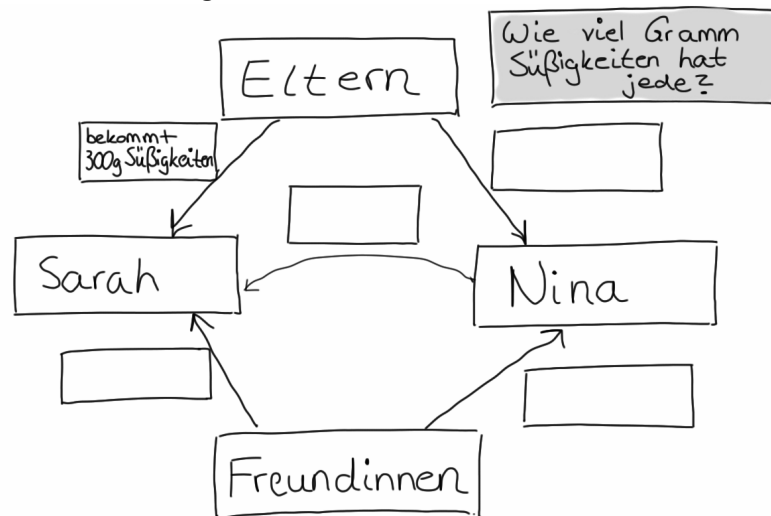 Wie viel Gramm
Süßigkeiten hat
jede?
Eltern
bekommt
300g Süßigkeiten
Sarah
Nina
Freundinnen